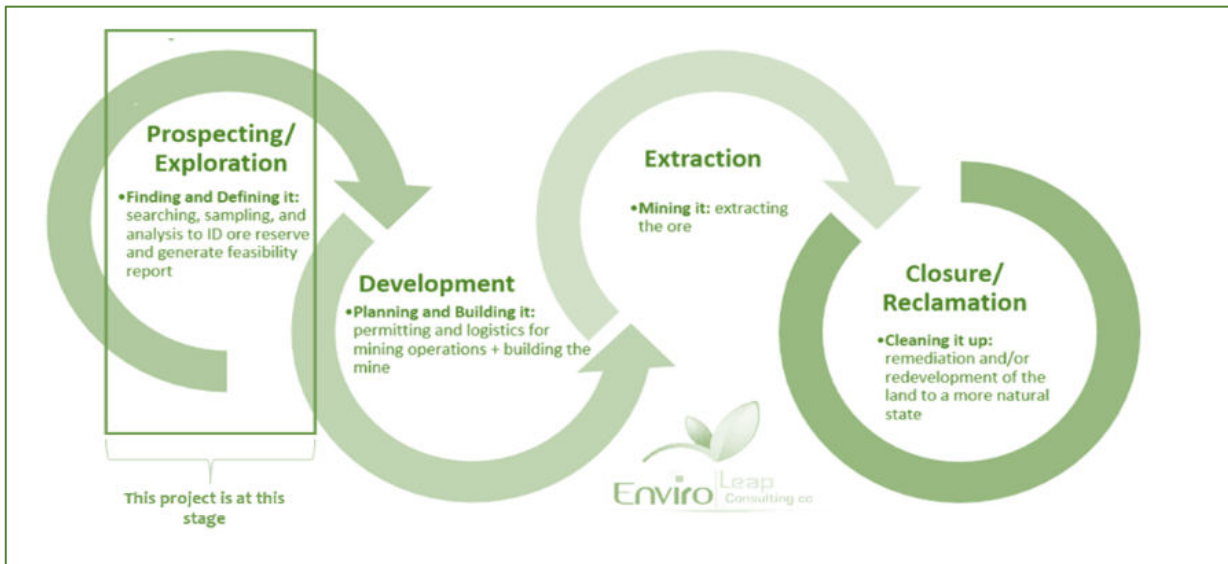 Prospecting/
Exploration
•Finding and Defining it:
searching, sampling, and
analysis to ID ore reserve
and generate feasibility
report
Development
•Planning and Building it:
permitting and logistics for
mining operations + building the
mine
Extraction
•Mining it: extracting
the ore
Closure/
Reclamation
•Cleaning it up:
remediation and/or
redevelopment of the
land to a more natural
state
This project is at this
stage
Enviro Leap
Consulting cc